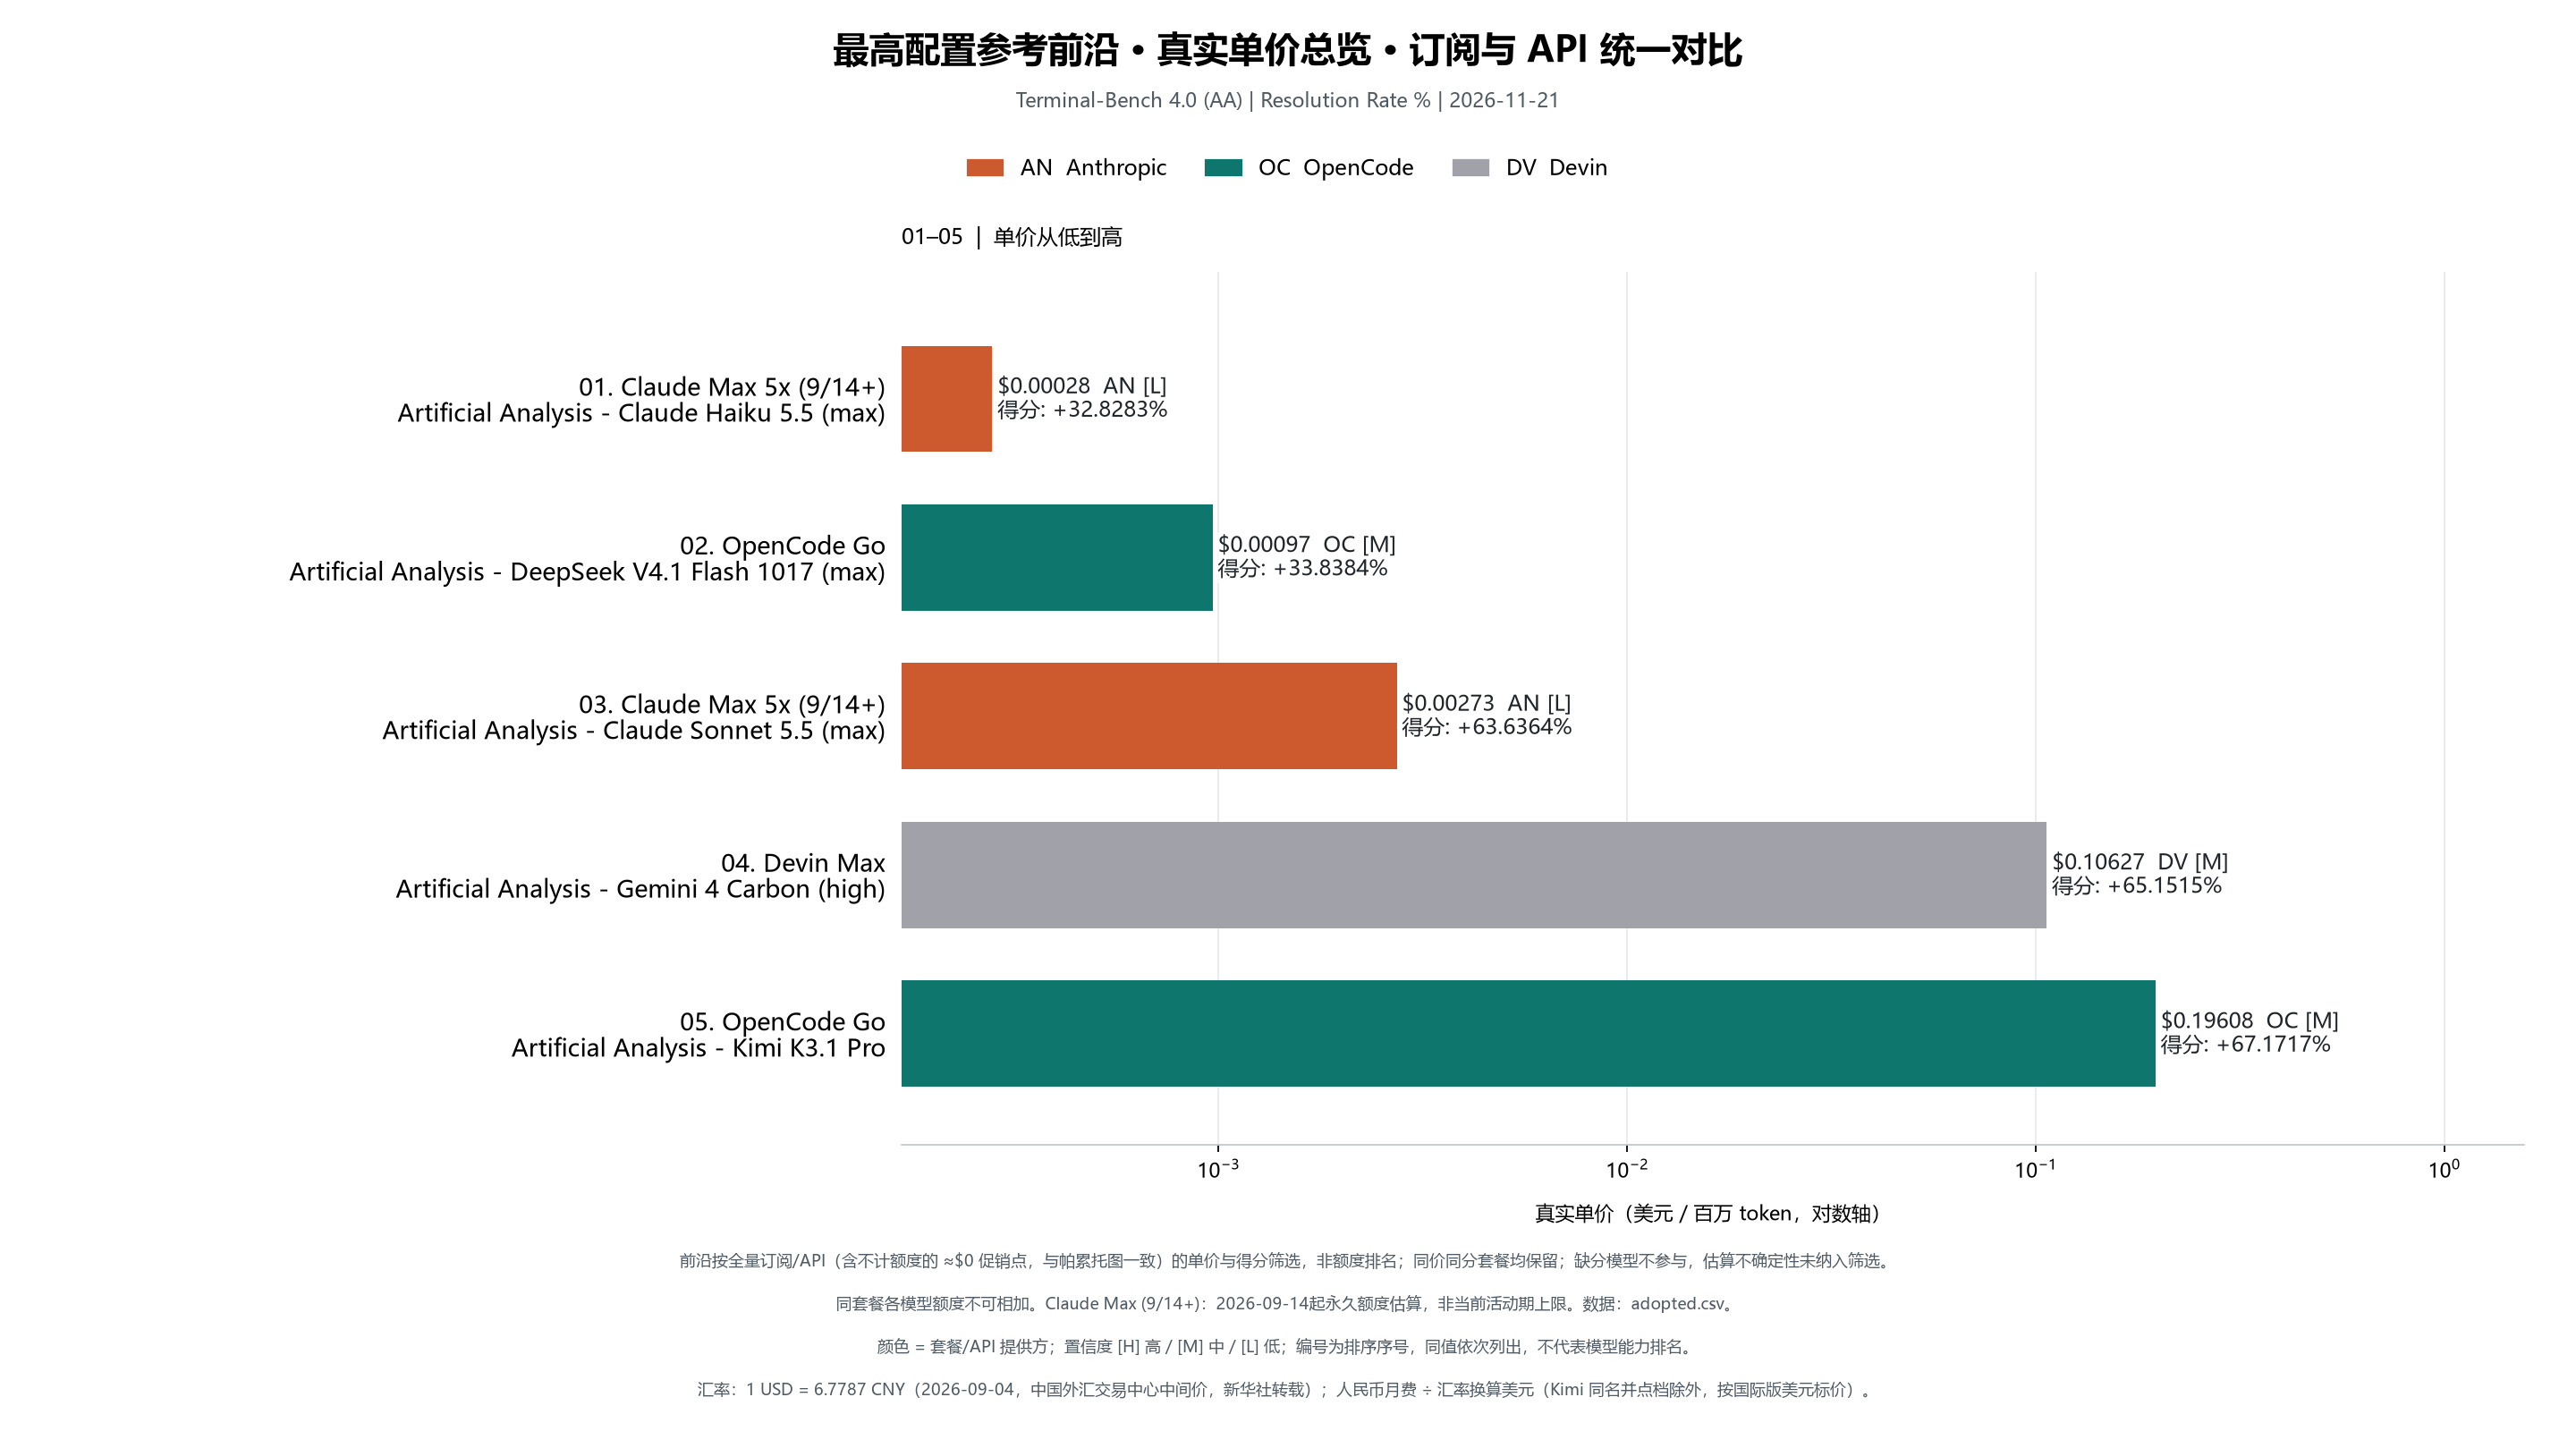 最高配置参考前沿 • 真实单价总览 • 订阅与 API 统一对比
Terminal-Bench 4.0 (AA) | Resolution Rate % | 2026-11-21
AN Anthropic
OC OpenCode
DV Devin
01–05 | 单价从低到高
01. Claude Max 5x (9/14+)
Artificial Analysis - Claude Haiku 5.5 (max)
$0.00028 AN [L]
得分: +32.8283%
02. OpenCode Go
Artificial Analysis - DeepSeek V4.1 Flash 1017 (max)
$0.00097 OC [M]
得分: +33.8384%
03. Claude Max 5x (9/14+)
Artificial Analysis - Claude Sonnet 5.5 (max)
$0.00273 AN [L]
得分: +63.6364%
04. Devin Max
Artificial Analysis - Gemini 4 Carbon (high)
$0.10627 DV [M]
得分: +65.1515%
05. OpenCode Go
Artificial Analysis - Kimi K3.1 Pro
$0.19608 OC [M]
得分: +67.1717%
10⁻³
10⁻²
10⁻¹
10⁰
真实单价（美元 / 百万 token，对数轴）
前沿按全量订阅/API（含不计额度的 ≈$0 促销点，与帕累托图一致）的单价与得分筛选，非额度排名；同价同分套餐均保留；缺分模型不参与，估算不确定性未纳入筛选。
同套餐各模型额度不可相加。Claude Max (9/14+)：2026-09-14起永久额度估算，非当前活动期上限。数据：adopted.csv。
颜色 = 套餐/API 提供方；置信度 [H] 高 / [M] 中 / [L] 低；编号为排序序号，同值依次列出，不代表模型能力排名。
汇率：1 USD = 6.7787 CNY（2026-09-04，中国外汇交易中心中间价，新华社转载）；人民币月费 ÷ 汇率换算美元（Kimi 同名并点档除外，按国际版美元标价）。